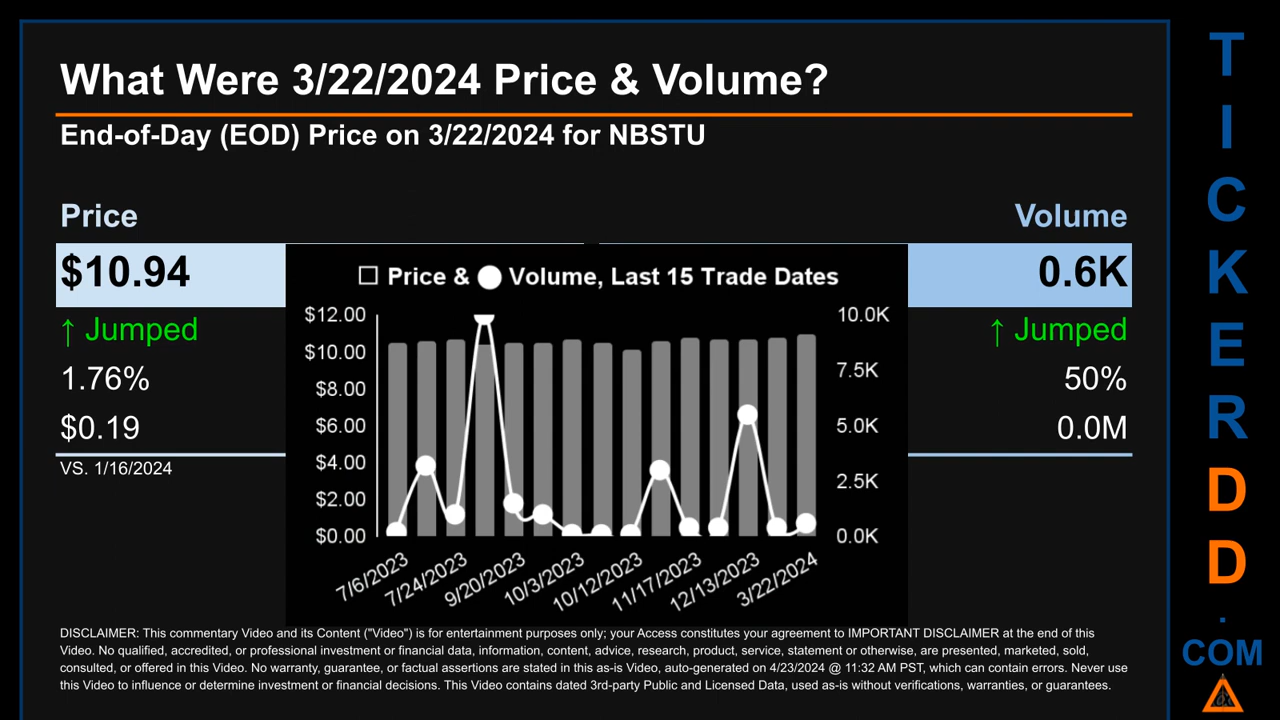 What Were 3/22/2024 Price & Volume?
End-of-Day (EOD) Price on 3/22/2024 for NBSTU
Price
Volume
$10.94
0.6K
↑ Jumped
↑ Jumped
1.76%
50%
$0.19
0.0M
VS. 1/16/2024
Price & Volume, Last 15 Trade Dates
$12.00
$10.00
$8.00
$6.00
$4.00
$2.00
$0.00
10.0K
7.5K
5.0K
2.5K
0.0K
7/6/2023
7/24/2023
9/20/2023
10/3/2023
10/12/2023
11/17/2023
12/13/2023
3/22/2024
DISCLAIMER: This commentary Video and its Content ("Video") is for entertainment purposes only; your Access constitutes your agreement to IMPORTANT DISCLAIMER at the end of this
Video. No qualified, accredited, or professional investment or financial data, information, content, advice, research, product, service, statement or otherwise, are presented, marketed, sold,
consulted, or offered in this Video. No warranty, guarantee, or factual assertions are stated in this as-is Video, auto-generated on 4/23/2024 @ 11:32 AM PST, which can contain errors. Never use
this Video to influence or determine investment or financial decisions. This Video contains dated 3rd-party Public and Licensed Data, used as-is without verifications, warranties, or guarantees.
T
I
C
K
E
R
D
D
.
COM